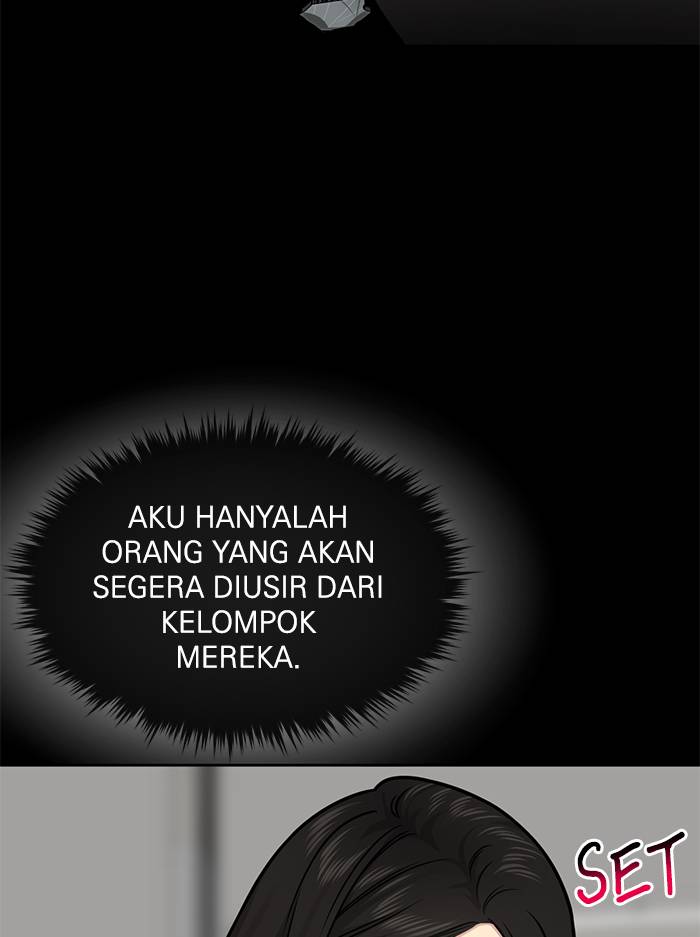 AKU HANYALAH
ORANG YANG AKAN
SEGERA DIUSIR DARI
KELOMPOK
MEREKA.
SET